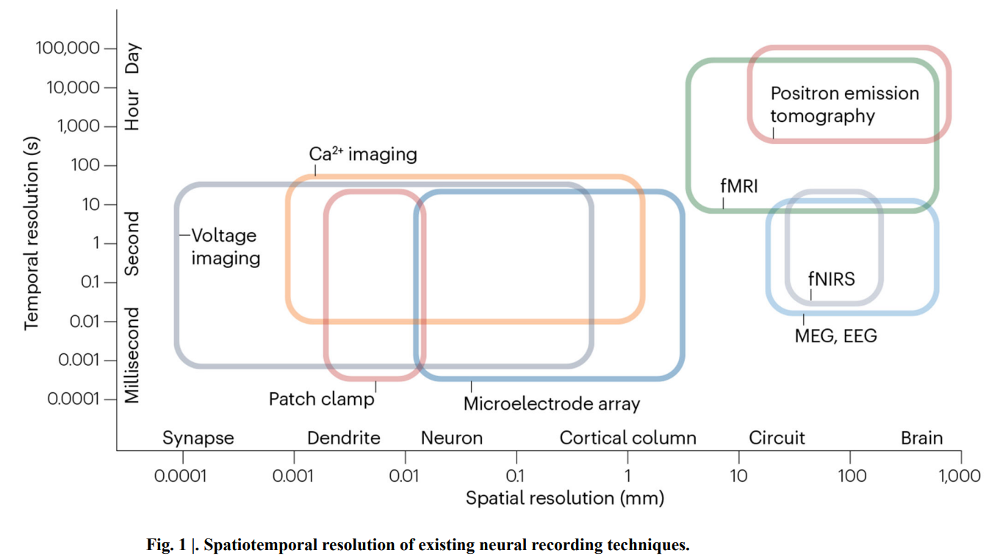 100,000
10,000
1,000
100
10
1
0.1
0.01
0.001
0.0001
Temporal resolution (s)
Day
Hour
Second
Millisecond
Positron emission
tomography
Ca²⁺ imaging
fMRI
Voltage
imaging
fNIRS
MEG, EEG
Patch clamp
Microelectrode array
Synapse Dendrite Neuron Cortical column Circuit Brain
0.0001 0.001 0.01 0.1 1 10 100 1,000
Spatial resolution (mm)
Fig. 1 |. Spatiotemporal resolution of existing neural recording techniques.